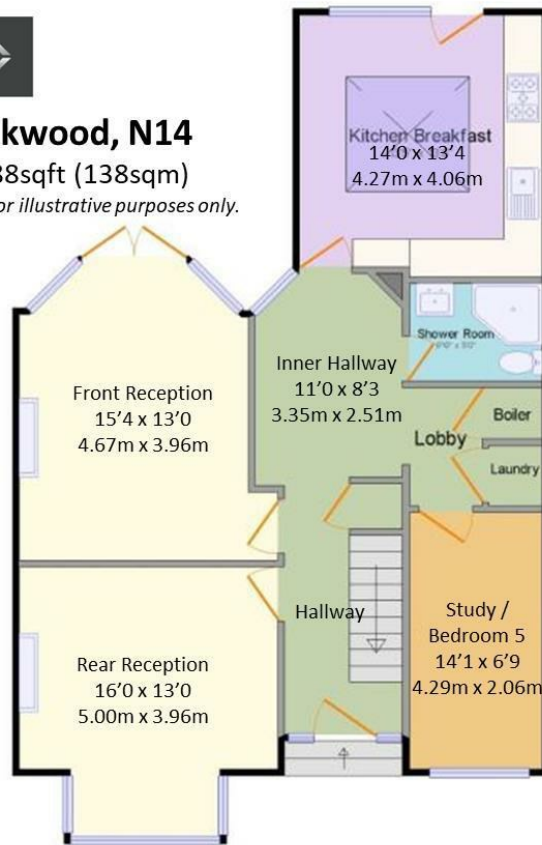 kwood, N14
38sqft (138sqm)
or illustrative purposes only.
Kitchen Breakfast
14’0 x 13’4
4.27m x 4.06m
Shower Room
Inner Hallway
11’0 x 8’3
3.35m x 2.51m
Front Reception
15’4 x 13’0
4.67m x 3.96m
Boiler
Lobby
Laundry
Hallway
Study /
Bedroom 5
14’1 x 6’9
4.29m x 2.06m
Rear Reception
16’0 x 13’0
5.00m x 3.96m